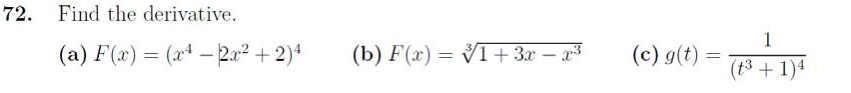 72. Find the derivative.
(a) F(x) = (x⁴ − 2x² + 2)⁴ (b) F(x) = ∛(1 + 3x − x³) (c) g(t) = 1/(t³ + 1)⁴